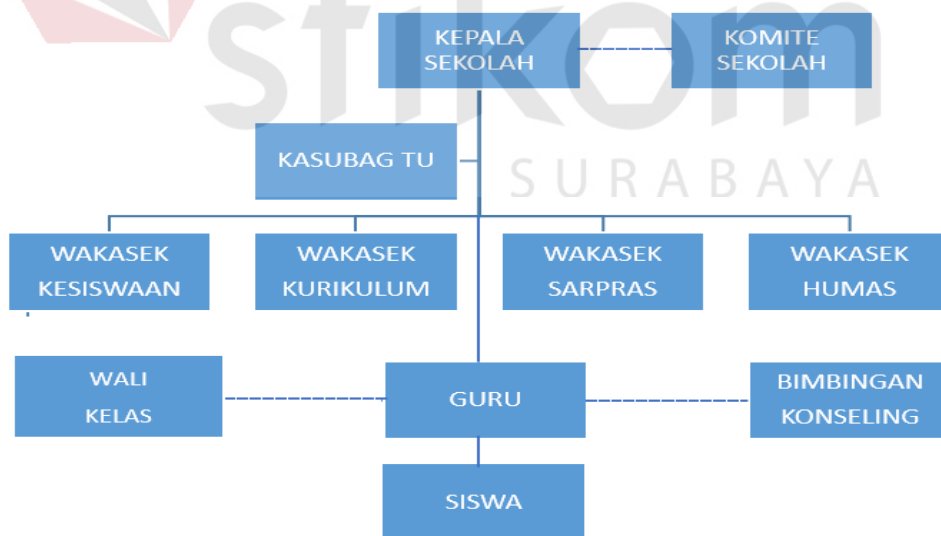 stikom
SURABAYA
KEPALA
SEKOLAH
KOMITE
SEKOLAH
KASUBAG TU
WAKASEK
KESISWAAN
WAKASEK
KURIKULUM
WAKASEK
SARPRAS
WAKASEK
HUMAS
WALI
KELAS
GURU
BIMBINGAN
KONSELING
SISWA